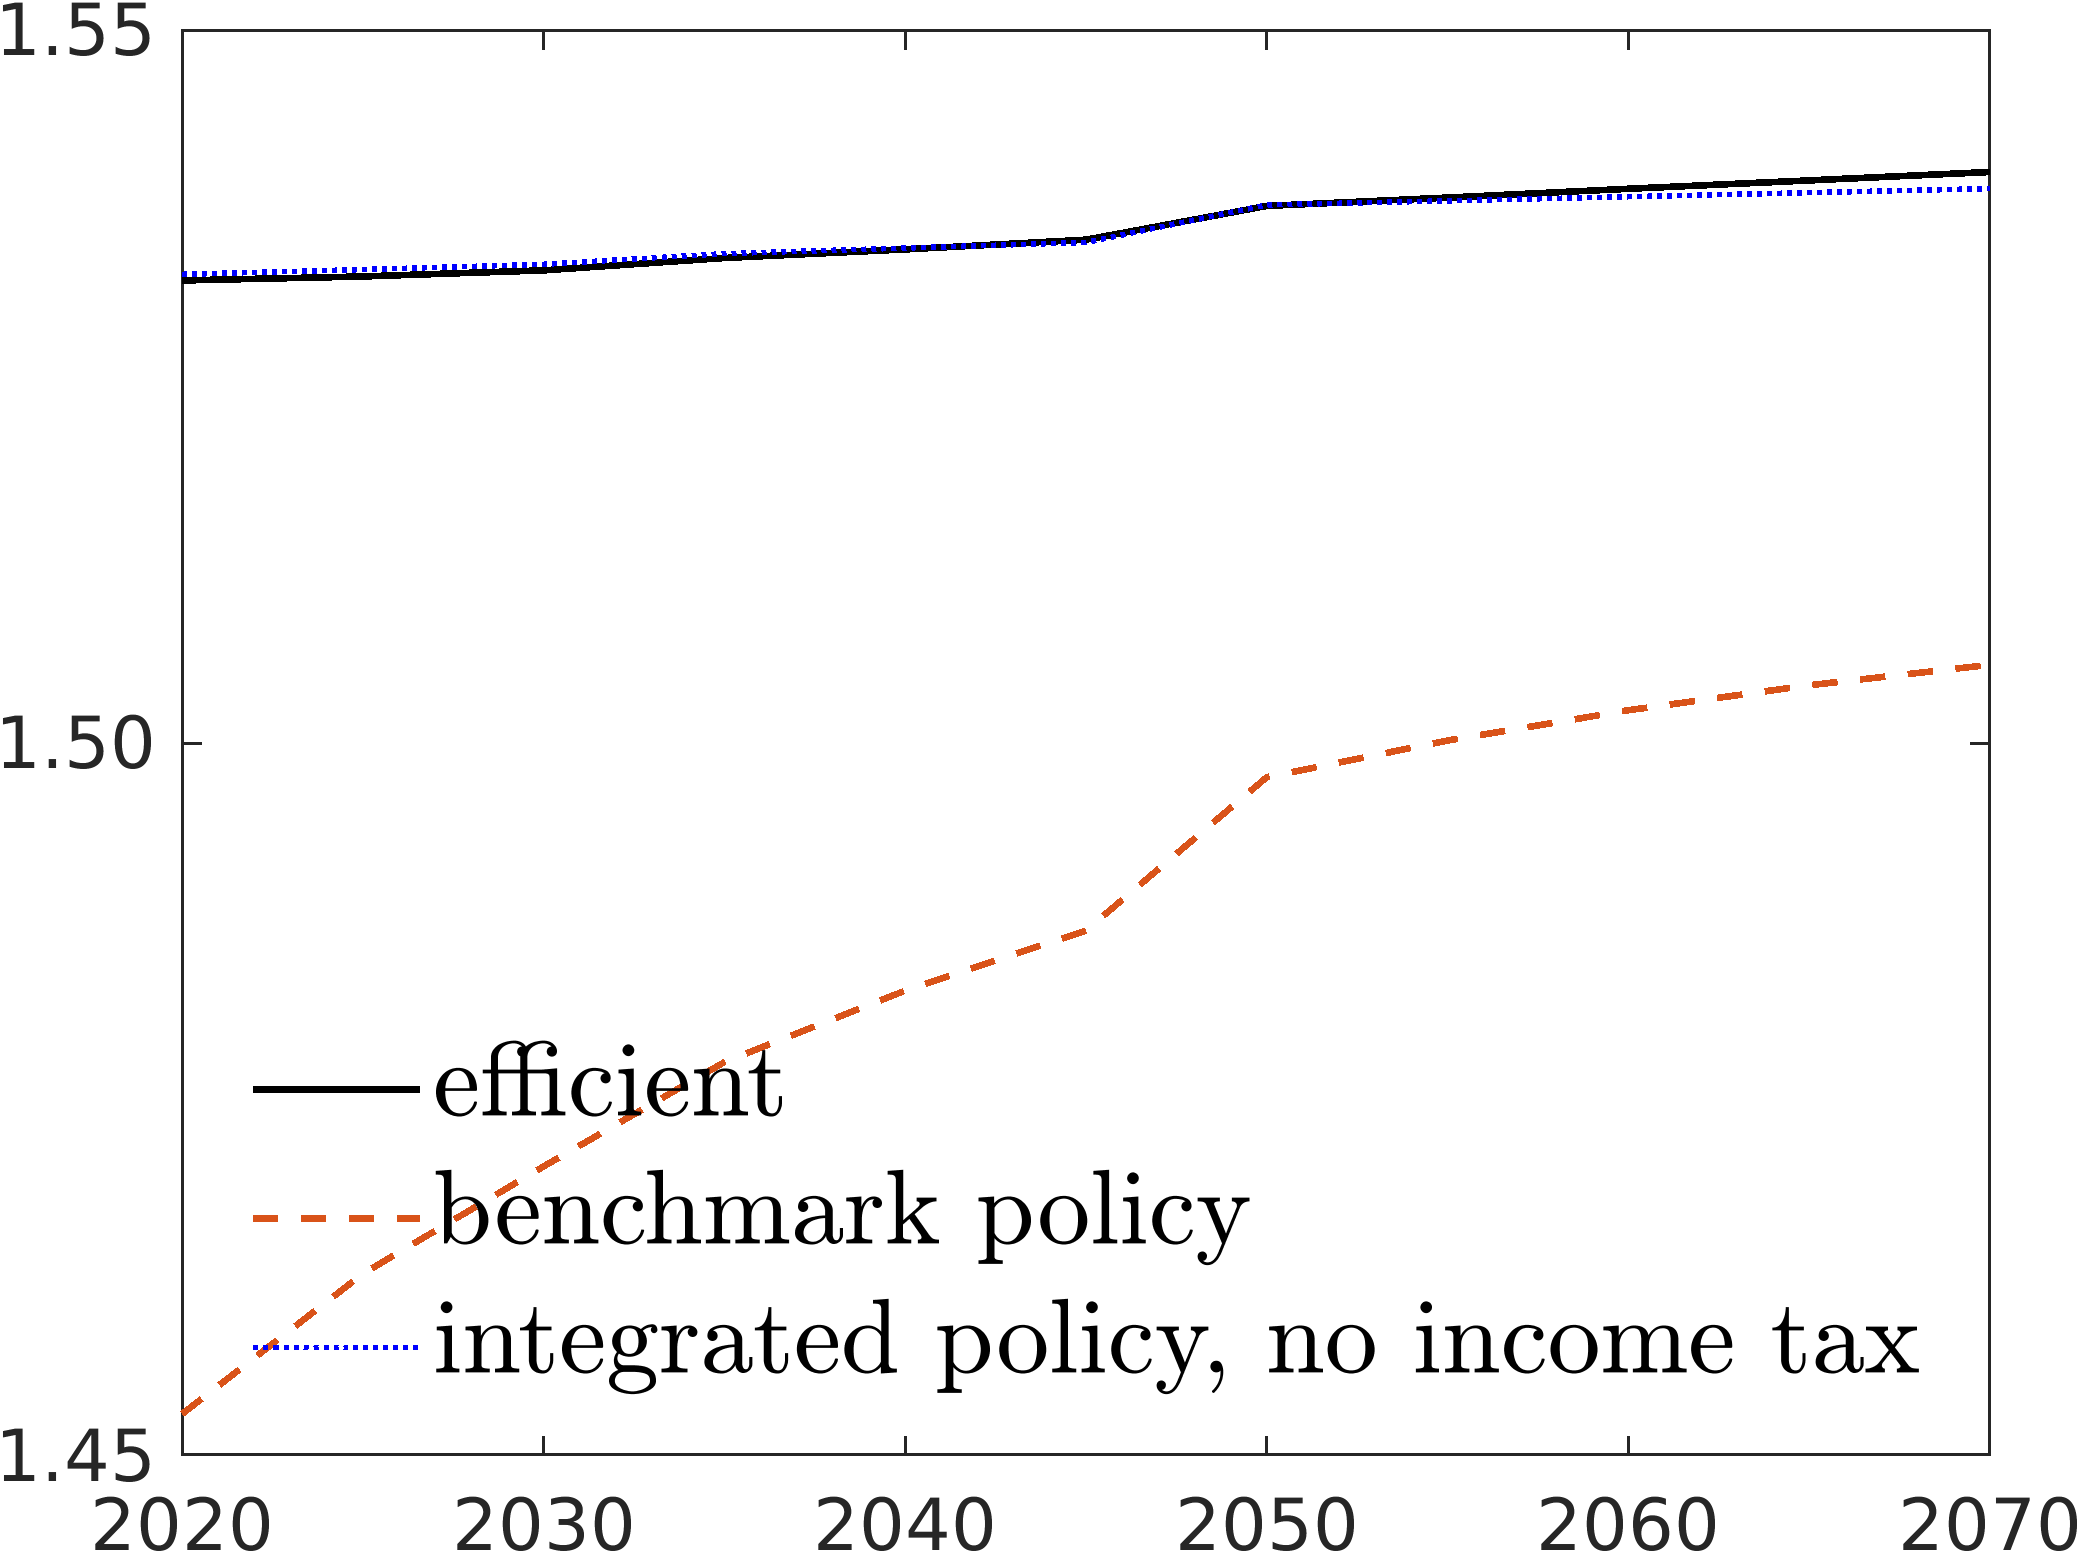 1.55
1.50
1.45
efficient
benchmark policy
integrated policy, no income tax
2020 2030 2040 2050 2060 2070